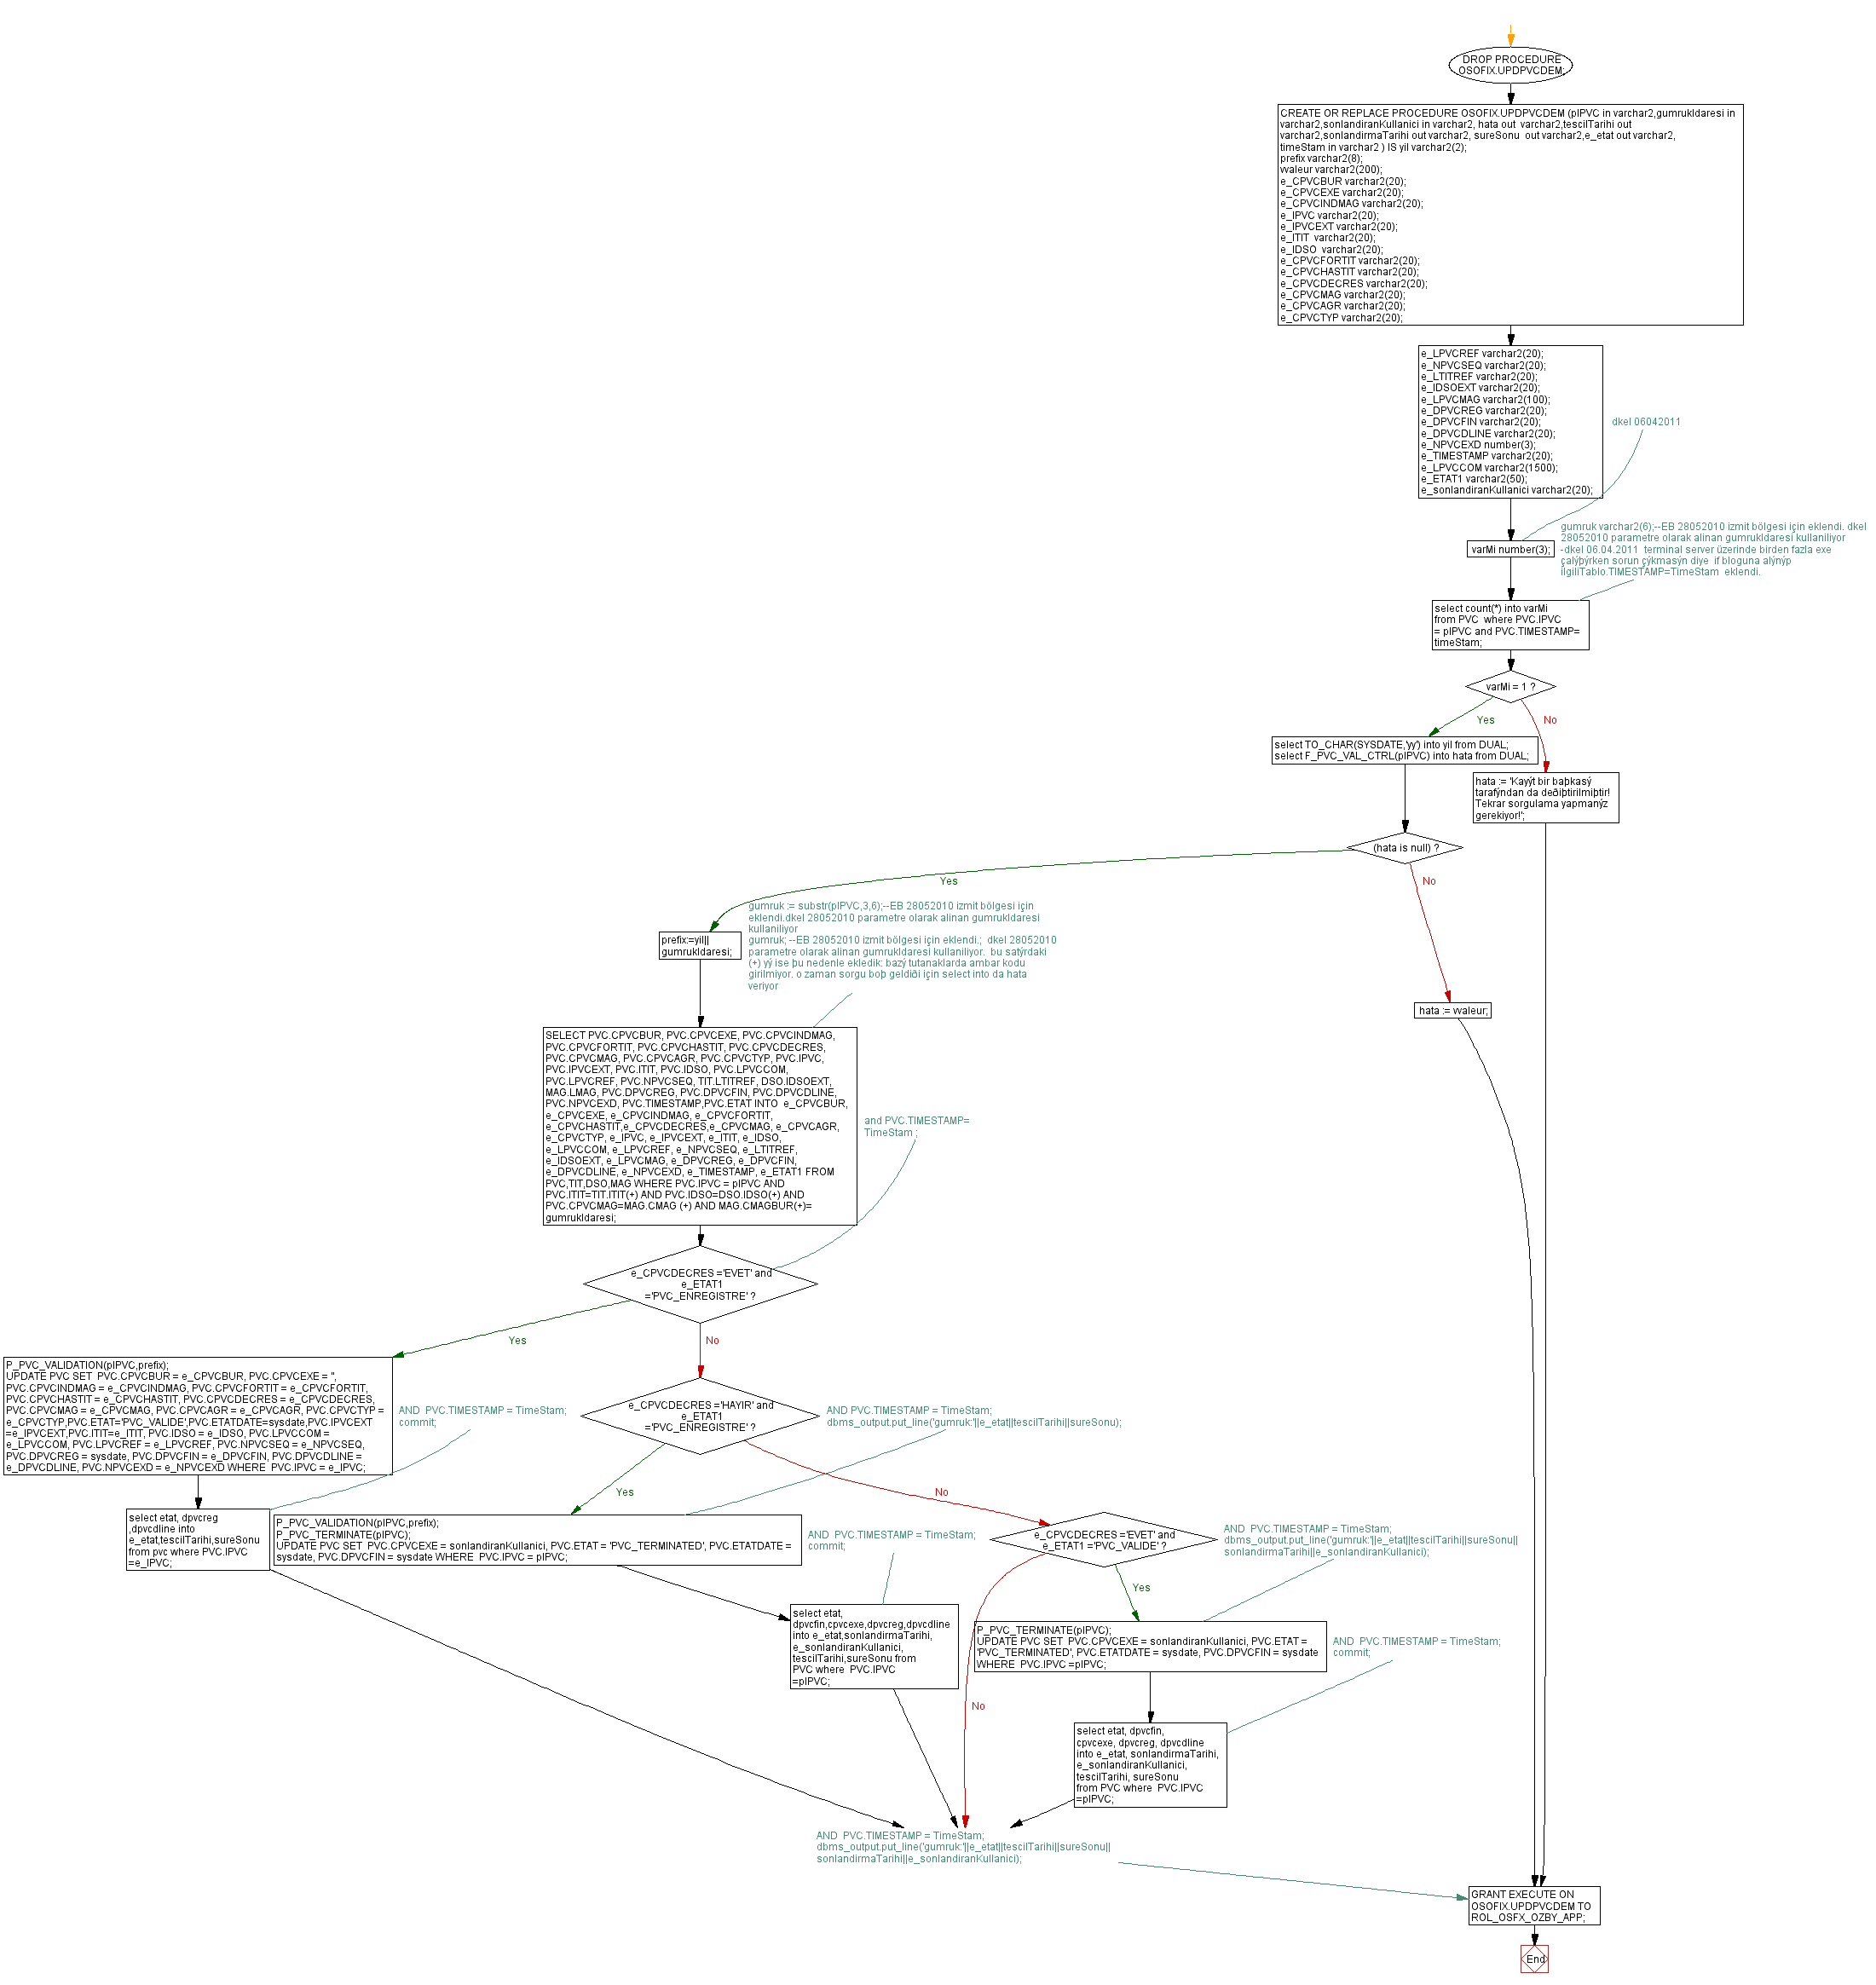 DROP PROCEDURE
OSOFIX.UPDPVCDEM;
CREATE OR REPLACE PROCEDURE OSOFIX.UPDPVCDEM (pIPVC in varchar2,gumrukIdaresi in
varchar2,sonlandiranKullanici in varchar2, hata out  varchar2,tescilTarihi out
varchar2,sonlandirmaTarihi out varchar2, sureSonu  out varchar2,e_etat out varchar2,
timeStam in varchar2 ) IS yil varchar2(2);
prefix varchar2(8);
vvaleur varchar2(200);
e_CPVCBUR varchar2(20);
e_CPVCEXE varchar2(20);
e_CPVCINDMAG varchar2(20);
e_IPVC varchar2(20);
e_IPVCEXT varchar2(20);
e_ITIT  varchar2(20);
e_IDSO  varchar2(20);
e_CPVCFORTIT varchar2(20);
e_CPVCHASTIT varchar2(20);
e_CPVCDECRES varchar2(20);
e_CPVCMAG varchar2(20);
e_CPVCAGR varchar2(20);
e_CPVCTYP varchar2(20);
e_LPVCREF varchar2(20);
e_NPVCSEQ varchar2(20);
e_LTITREF varchar2(20);
e_IDSOEXT varchar2(20);
e_LPVCMAG varchar2(100);
e_DPVCREG varchar2(20);
e_DPVCFIN varchar2(20);
e_DPVCDLINE varchar2(20);
e_NPVCEXD number(3);
e_TIMESTAMP varchar2(20);
e_LPVCCOM varchar2(1500);
e_ETAT1 varchar2(50);
e_sonlandiranKullanici varchar2(20);
dkel 06042011
varMi number(3);
gumruk varchar2(6);--EB 28052010 izmit bölgesi için eklendi. dkel
28052010 parametre olarak alinan gumrukIdaresi kullaniliyor
-dkel 06.04.2011  terminal server üzerinde birden fazla exe
çalýþýrken sorun çýkmasýn diye  if bloguna alýnýp
ilgiliTablo.TIMESTAMP=TimeStam  eklendi.
select count(*) into varMi
from PVC  where PVC.IPVC
= pIPVC and PVC.TIMESTAMP=
timeStam;
varMi = 1 ?
Yes
No
select TO_CHAR(SYSDATE,'yy') into yil from DUAL;
select F_PVC_VAL_CTRL(pIPVC) into hata from DUAL;
hata := 'Kayýt bir baþkasý
tarafýndan da deðiþtirilmiþtir!
Tekrar sorgulama yapmanýz
gerekiyor!';
(hata is null) ?
Yes
No
gumruk := substr(pIPVC,3,6);--EB 28052010 izmit bölgesi için
eklendi.dkel 28052010 parametre olarak alinan gumrukIdaresi
kullaniliyor
gumruk; --EB 28052010 izmit bölgesi için eklendi.;  dkel 28052010
parametre olarak alinan gumrukIdaresi kullaniliyor.  bu satýrdaki
(+) yý ise þu nedenle ekledik: bazý tutanaklarda ambar kodu
girilmiyor. o zaman sorgu boþ geldiði için select into da hata
veriyor
prefix:=yil||
gumrukIdaresi;
hata := vvaleur;
SELECT PVC.CPVCBUR, PVC.CPVCEXE, PVC.CPVCINDMAG,
PVC.CPVCFORTIT, PVC.CPVCHASTIT, PVC.CPVCDECRES,
PVC.CPVCMAG, PVC.CPVCAGR, PVC.CPVCTYP, PVC.IPVC,
PVC.IPVCEXT, PVC.ITIT, PVC.IDSO, PVC.LPVCCOM,
PVC.LPVCREF, PVC.NPVCSEQ, TIT.LTITREF, DSO.IDSOEXT,
MAG.LMAG, PVC.DPVCREG, PVC.DPVCFIN, PVC.DPVCDLINE,
PVC.NPVCEXD, PVC.TIMESTAMP,PVC.ETAT INTO  e_CPVCBUR,
e_CPVCEXE, e_CPVCINDMAG, e_CPVCFORTIT,
e_CPVCHASTIT,e_CPVCDECRES,e_CPVCMAG, e_CPVCAGR,
e_CPVCTYP, e_IPVC, e_IPVCEXT, e_ITIT, e_IDSO,
e_LPVCCOM, e_LPVCREF, e_NPVCSEQ, e_LTITREF,
e_IDSOEXT, e_LPVCMAG, e_DPVCREG, e_DPVCFIN,
e_DPVCDLINE, e_NPVCEXD, e_TIMESTAMP, e_ETAT1 FROM
PVC,TIT,DSO,MAG WHERE PVC.IPVC = pIPVC AND
PVC.ITIT=TIT.ITIT(+) AND PVC.IDSO=DSO.IDSO(+) AND
PVC.CPVCMAG=MAG.CMAG (+) AND MAG.CMAGBUR(+)=
gumrukIdaresi;
and PVC.TIMESTAMP=
TimeStam ;
e_CPVCDECRES ='EVET' and
e_ETAT1
='PVC_ENREGISTRE' ?
Yes
No
P_PVC_VALIDATION(pIPVC,prefix);
UPDATE PVC SET  PVC.CPVCBUR = e_CPVCBUR, PVC.CPVCEXE = '',
PVC.CPVCINDMAG = e_CPVCINDMAG, PVC.CPVCFORTIT = e_CPVCFORTIT,
PVC.CPVCHASTIT = e_CPVCHASTIT, PVC.CPVCDECRES = e_CPVCDECRES,
PVC.CPVCMAG = e_CPVCMAG, PVC.CPVCAGR = e_CPVCAGR, PVC.CPVCTYP =
e_CPVCTYP,PVC.ETAT='PVC_VALIDE',PVC.ETATDATE=sysdate,PVC.IPVCEXT
=e_IPVCEXT,PVC.ITIT=e_ITIT, PVC.IDSO = e_IDSO, PVC.LPVCCOM =
e_LPVCCOM, PVC.LPVCREF = e_LPVCREF, PVC.NPVCSEQ = e_NPVCSEQ,
PVC.DPVCREG = sysdate, PVC.DPVCFIN = e_DPVCFIN, PVC.DPVCDLINE =
e_DPVCDLINE, PVC.NPVCEXD = e_NPVCEXD WHERE  PVC.IPVC = e_IPVC;
AND  PVC.TIMESTAMP = TimeStam;
commit;
e_CPVCDECRES ='HAYIR' and
e_ETAT1
='PVC_ENREGISTRE' ?
AND PVC.TIMESTAMP = TimeStam;
dbms_output.put_line('gumruk:'||e_etat||tescilTarihi||sureSonu);
Yes
No
select etat, dpvcreg
,dpvcdline into
e_etat,tescilTarihi,sureSonu
from pvc where PVC.IPVC
=e_IPVC;
P_PVC_VALIDATION(pIPVC,prefix);
P_PVC_TERMINATE(pIPVC);
UPDATE PVC SET  PVC.CPVCEXE = sonlandiranKullanici, PVC.ETAT = 'PVC_TERMINATED', PVC.ETATDATE =
sysdate, PVC.DPVCFIN = sysdate WHERE  PVC.IPVC = pIPVC;
AND  PVC.TIMESTAMP = TimeStam;
commit;
e_CPVCDECRES ='EVET' and
e_ETAT1 ='PVC_VALIDE' ?
AND  PVC.TIMESTAMP = TimeStam;
dbms_output.put_line('gumruk:'||e_etat||tescilTarihi||sureSonu||
sonlandirmaTarihi||e_sonlandiranKullanici);
Yes
No
select etat,
dpvcfin,cpvcexe,dpvcreg,dpvcdline
into e_etat,sonlandirmaTarihi,
e_sonlandiranKullanici,
tescilTarihi,sureSonu from
PVC where  PVC.IPVC
=pIPVC;
P_PVC_TERMINATE(pIPVC);
UPDATE PVC SET  PVC.CPVCEXE = sonlandiranKullanici, PVC.ETAT =
'PVC_TERMINATED', PVC.ETATDATE = sysdate, PVC.DPVCFIN = sysdate
WHERE  PVC.IPVC =pIPVC;
AND  PVC.TIMESTAMP = TimeStam;
commit;
select etat, dpvcfin,
cpvcexe, dpvcreg, dpvcdline
into e_etat, sonlandirmaTarihi,
e_sonlandiranKullanici,
tescilTarihi, sureSonu
from PVC where  PVC.IPVC
=pIPVC;
AND  PVC.TIMESTAMP = TimeStam;
dbms_output.put_line('gumruk:'||e_etat||tescilTarihi||sureSonu||
sonlandirmaTarihi||e_sonlandiranKullanici);
GRANT EXECUTE ON
OSOFIX.UPDPVCDEM TO
ROL_OSFX_OZBY_APP;
End